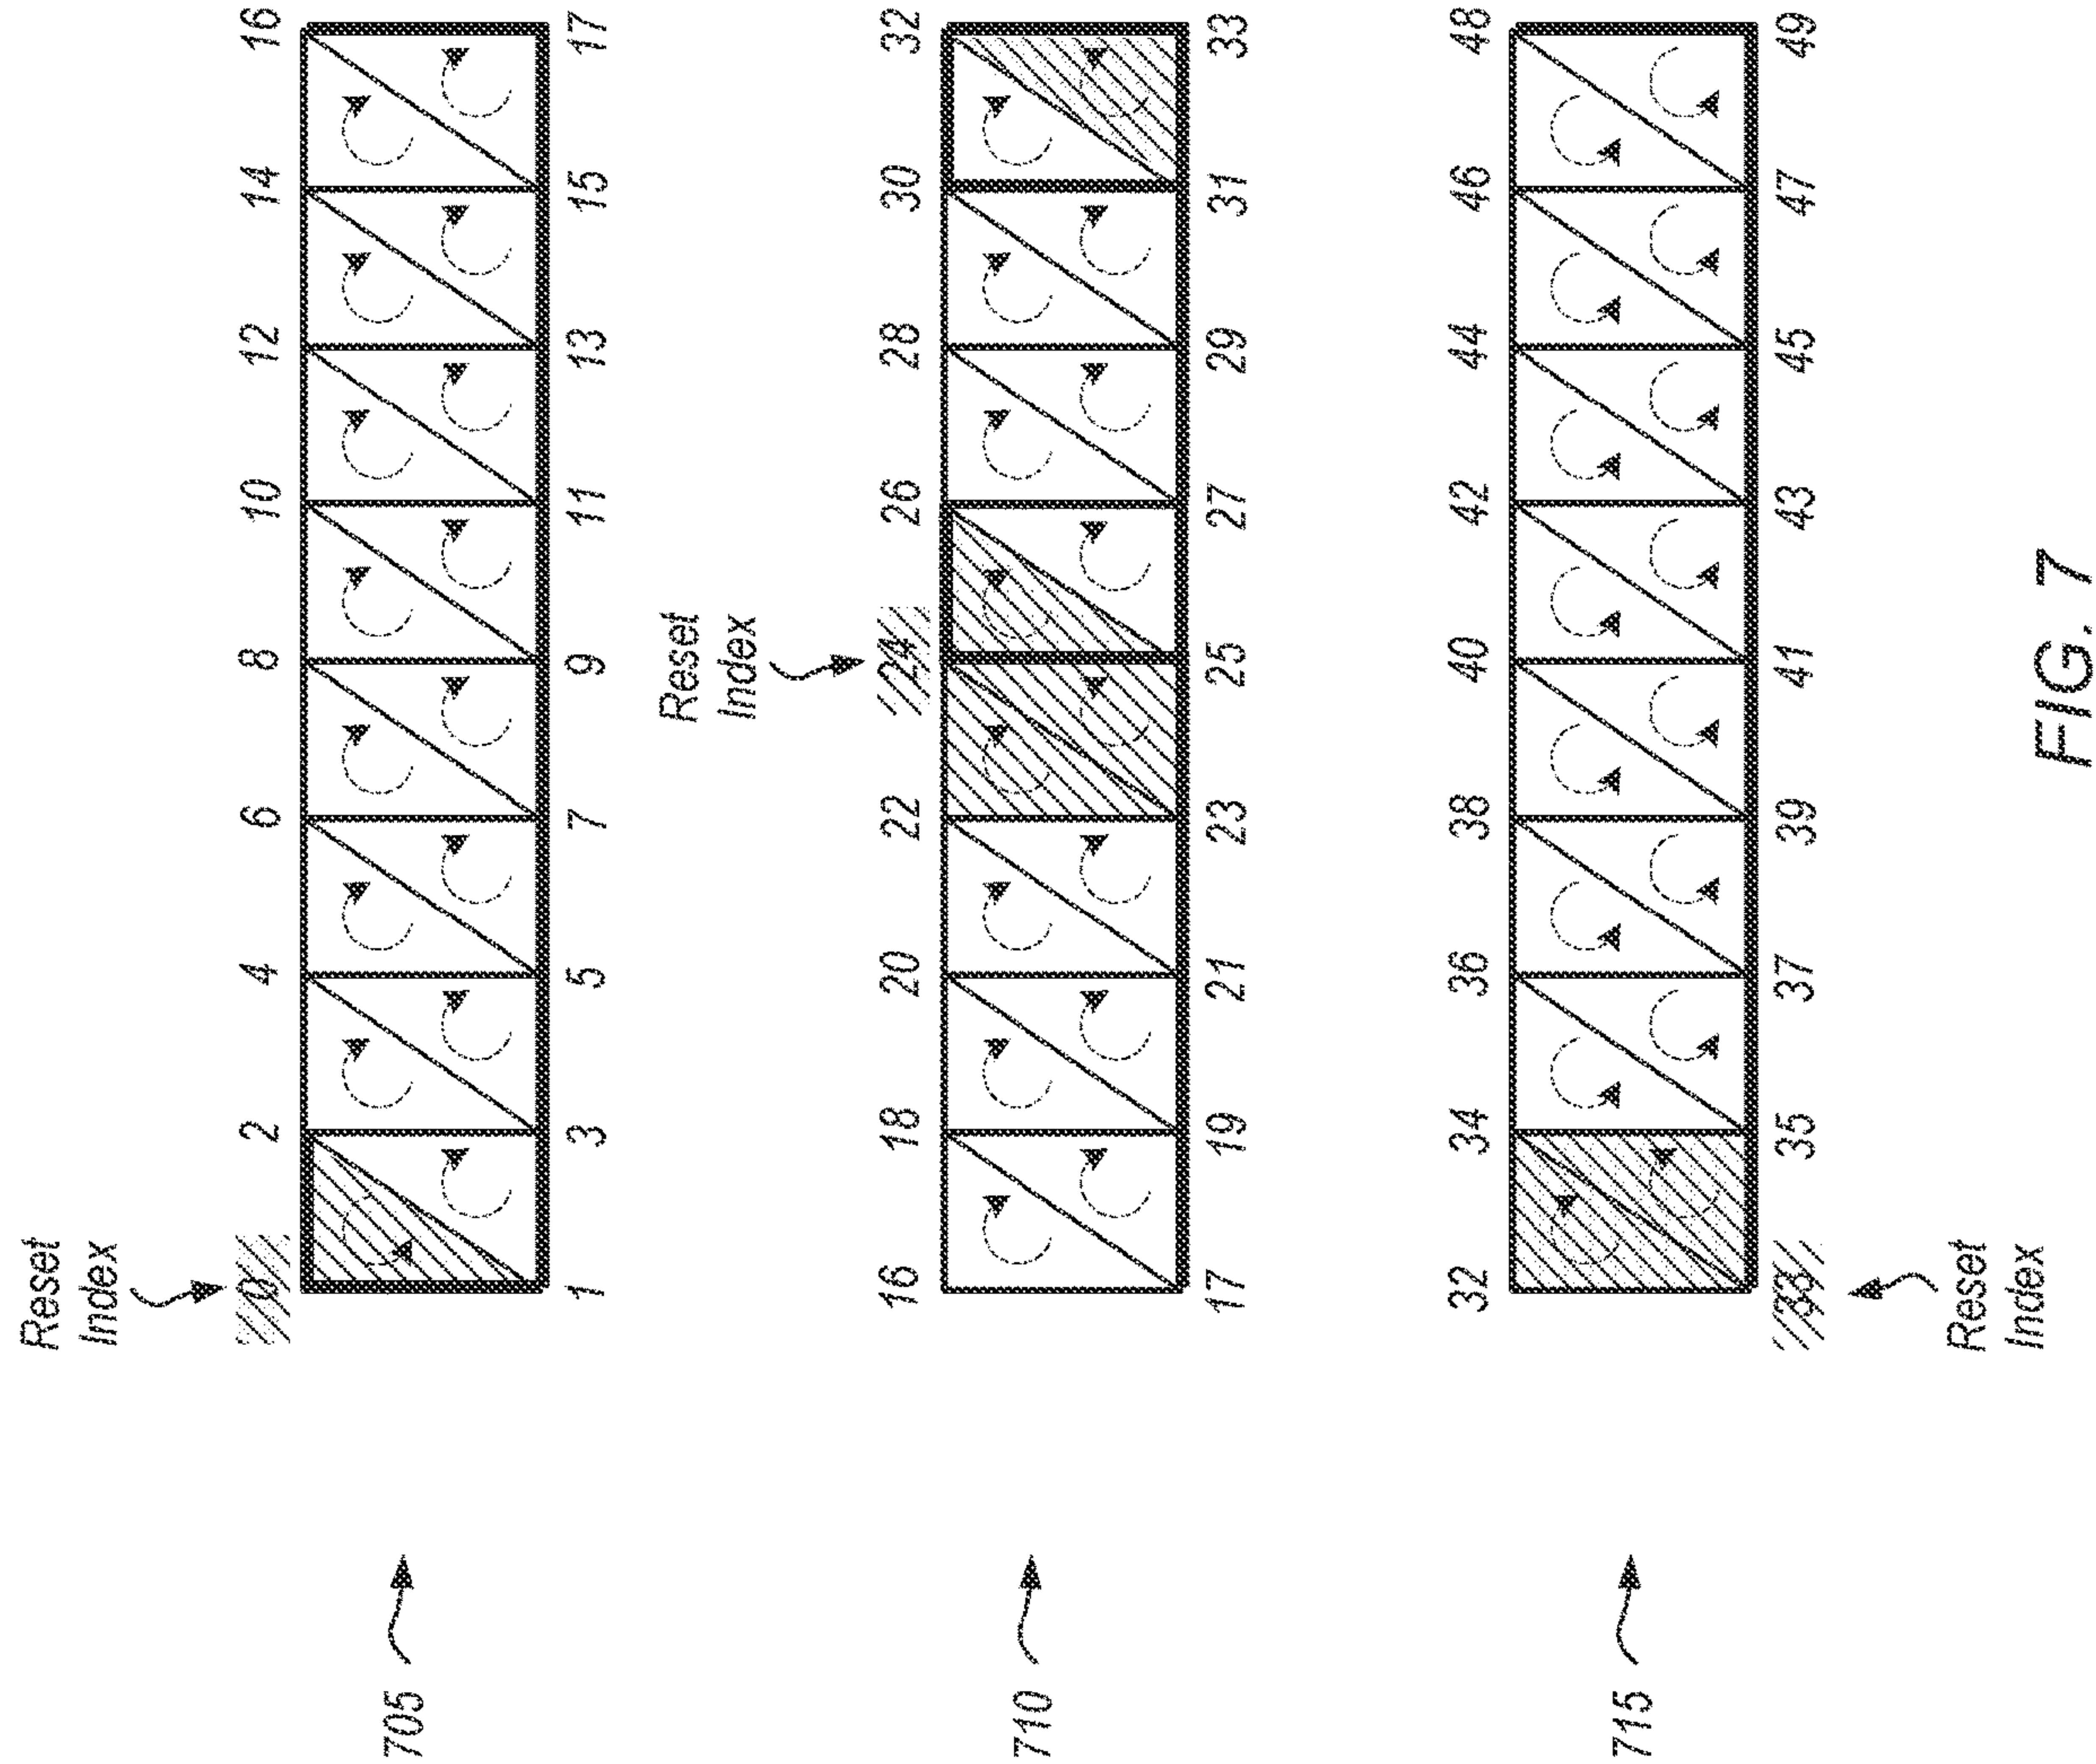 Reset
Index
0 2 4 6 8 10 12 14 16
1 3 5 7 9 11 13 15 17
705
Reset
Index
16 18 20 22 24 26 28 30 32
17 19 21 23 25 27 29 31 33
710
32 34 36 38 40 42 44 46 48
33 35 37 39 41 43 45 47 49
Reset
Index
715
FIG. 7